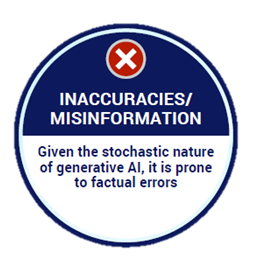 INACCURACIES/
MISINFORMATION
Given the stochastic nature
of generative AI, it is prone
to factual errors